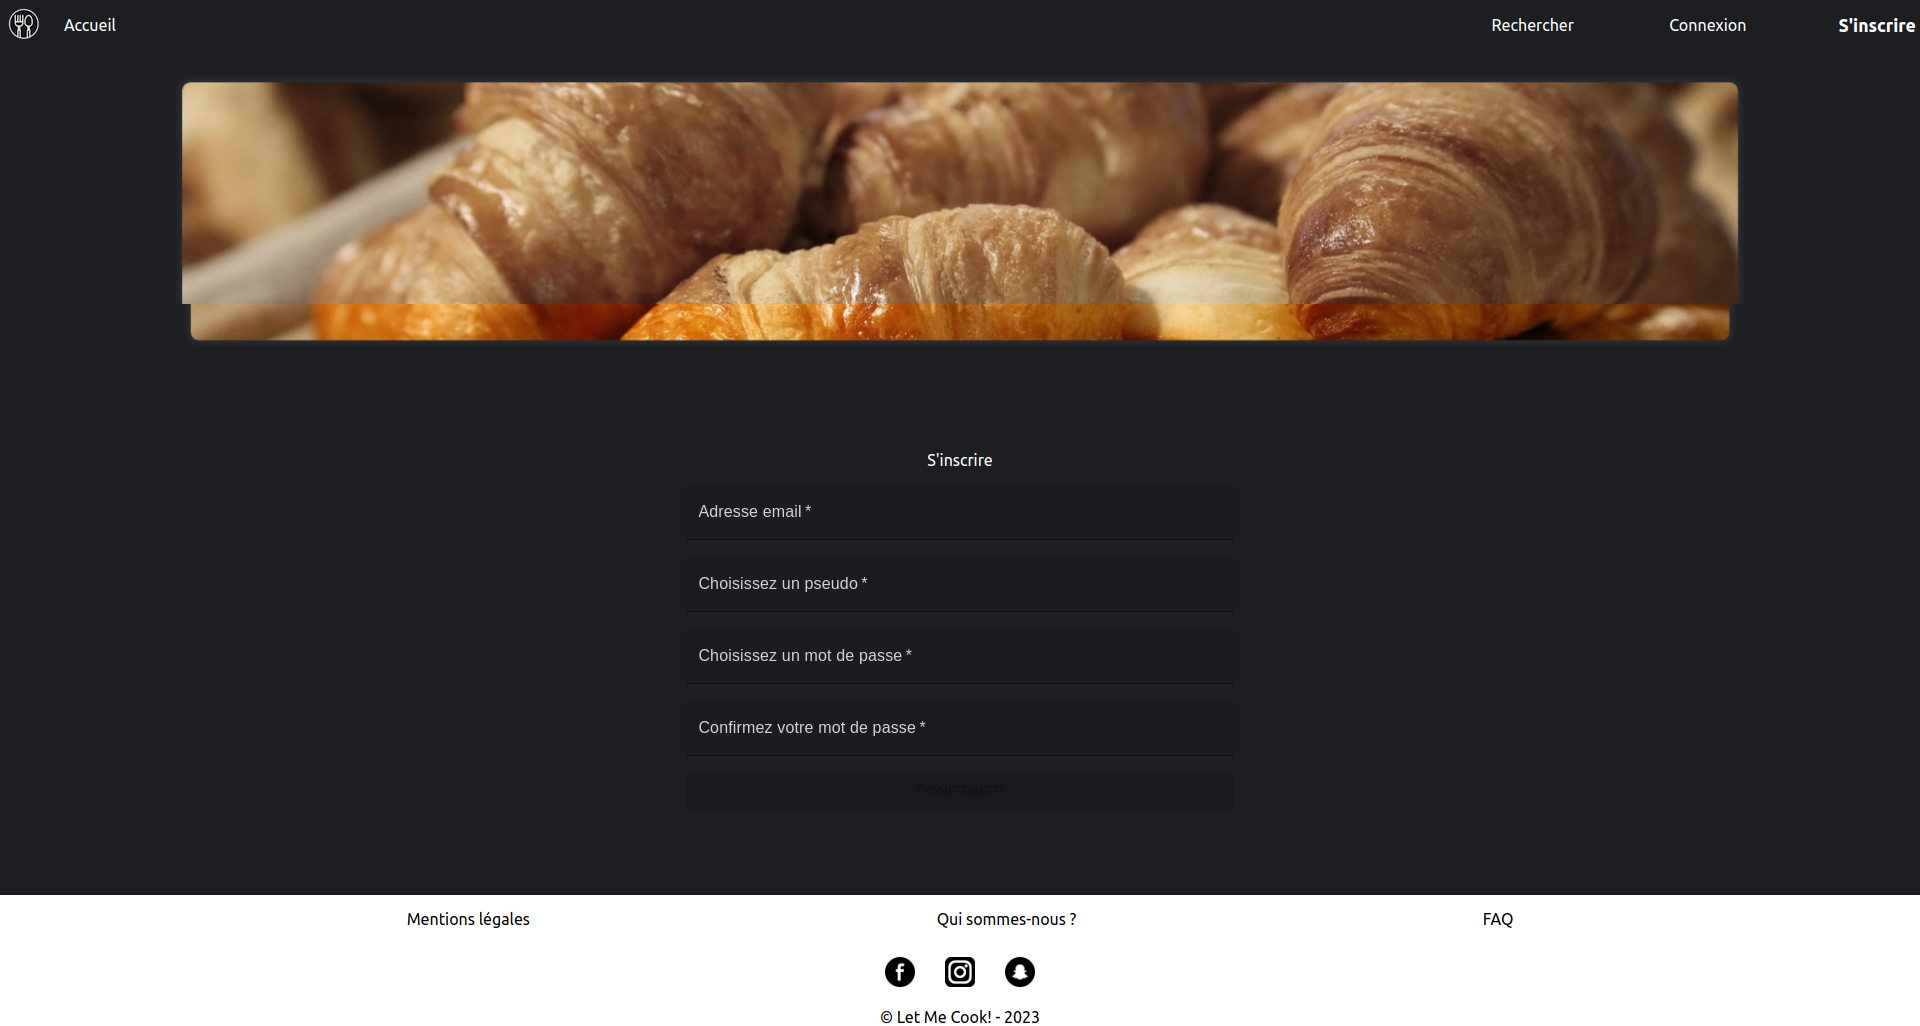 Accueil
Rechercher
Connexion
S'inscrire
S'inscrire
Adresse email *
Choisissez un pseudo *
Choisissez un mot de passe *
Confirmez votre mot de passe *
CONFIRMER
Mentions légales
Qui sommes-nous ?
FAQ
© Let Me Cook! - 2023